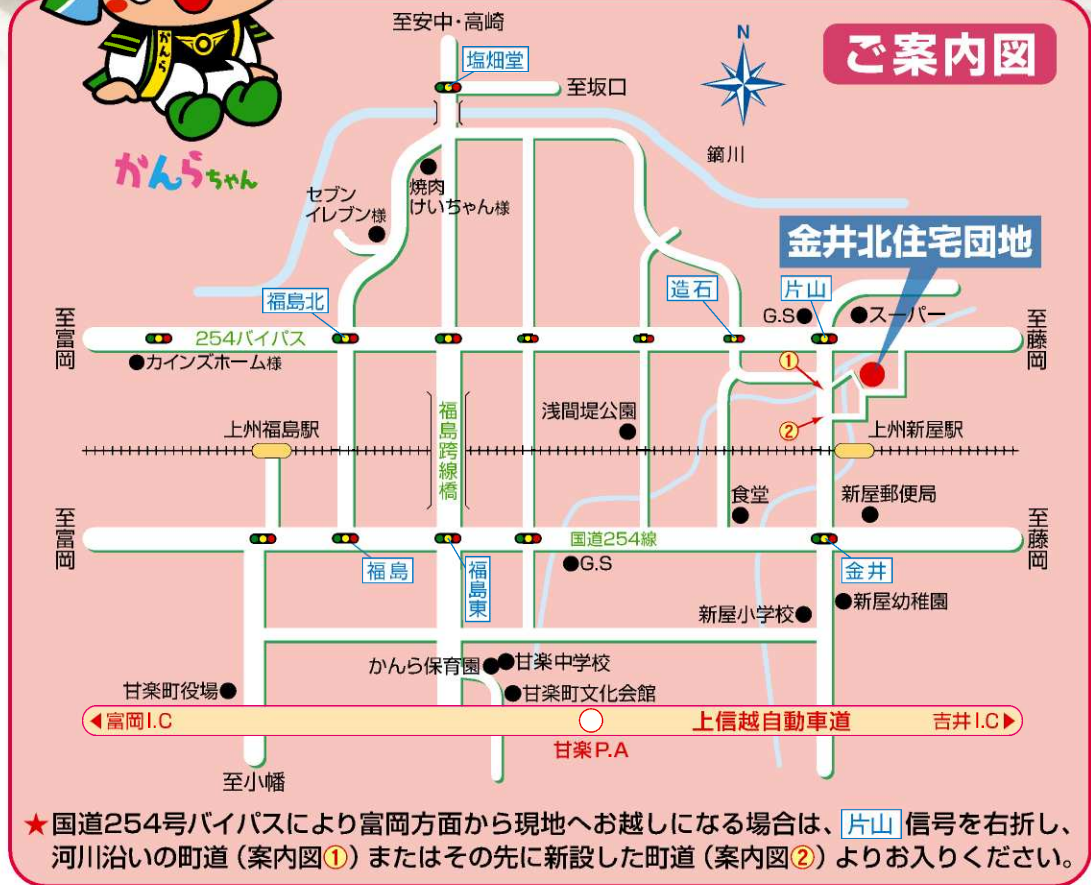 かんら
かんらちゃん
ご案内図
N
至安中・高崎
塩畑堂
至坂口
鏑川
焼肉
けいちゃん様
セブン
イレブン様
金井北住宅団地
福島北
造石
片山
G.S
スーパー
至富岡
254バイパス
至藤岡
カインズホーム様
①
②
上州福島駅
福島跨線橋
浅間堤公園
上州新屋駅
食堂
新屋郵便局
至富岡
国道254線
至藤岡
福島
福島東
G.S
金井
新屋小学校
新屋幼稚園
かんら保育園
甘楽中学校
甘楽町役場
甘楽町文化会館
富岡I.C
上信越自動車道
吉井I.C
甘楽P.A
至小幡
★国道254号バイパスにより富岡方面から現地へお越しになる場合は、片山信号を右折し、
河川沿いの町道（案内図①）またはその先に新設した町道（案内図②）よりお入りください。